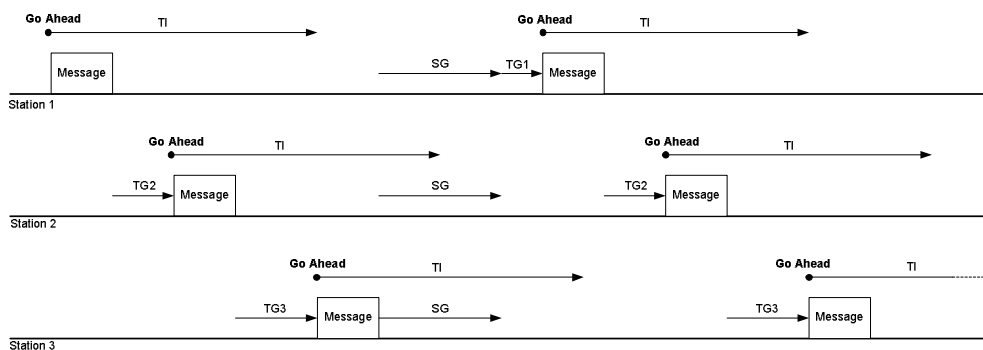 Go Ahead TI Go Ahead TI
Message SG TG1 Message
Station 1
Go Ahead TI Go Ahead TI
TG2 Message SG TG2 Message
Station 2
Go Ahead TI Go Ahead TI
TG3 Message SG TG3 Message
Station 3